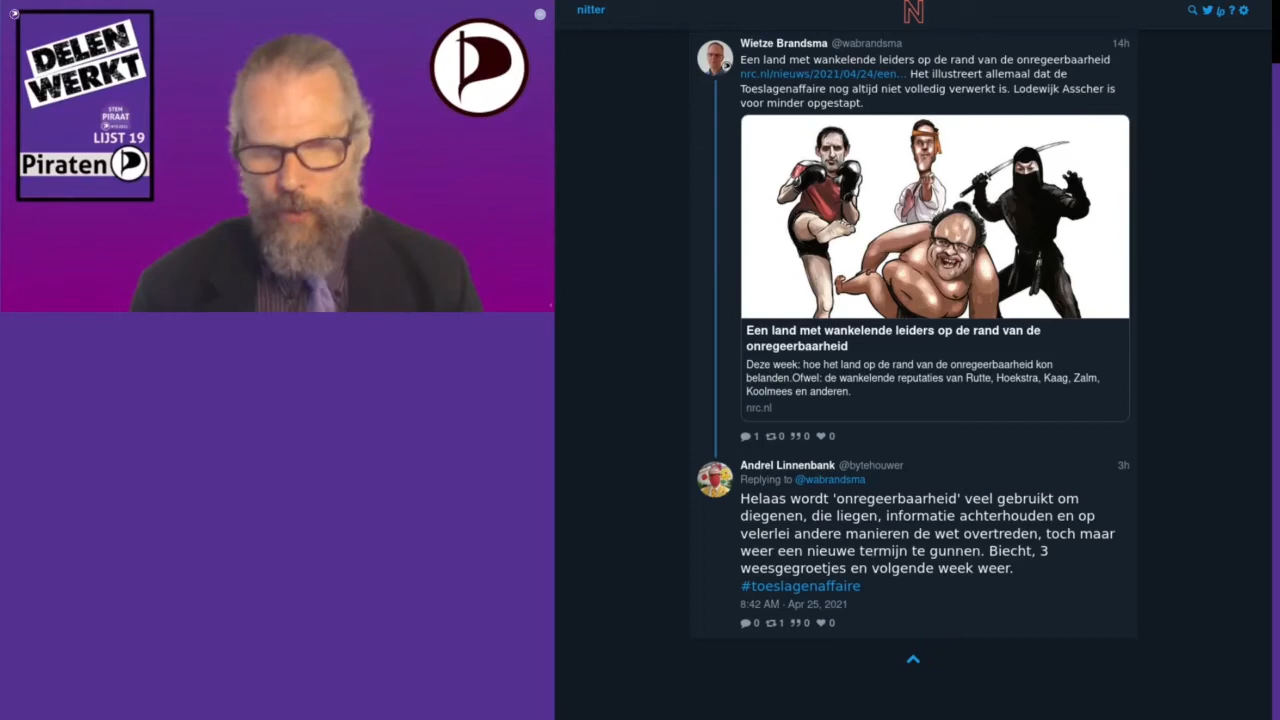 DELEN
WERKT
STEM
PIRAAT
LIJST 19
Piraten
nitter
N
Wietze Brandsma @wabrandsma 14h
Een land met wankelende leiders op de rand van de onregeerbaarheid
nrc.nl/nieuws/2021/04/24/een… Het illustreert allemaal dat de
Toeslagenaffaire nog altijd niet volledig verwerkt is. Lodewijk Asscher is
voor minder opgestapt.
Een land met wankelende leiders op de rand van de
onregeerbaarheid
Deze week: hoe het land op de rand van de onregeerbaarheid kon
belanden.Ofwel: de wankelende reputaties van Rutte, Hoekstra, Kaag, Zalm,
Koolmees en anderen.
nrc.nl
1 0 0 0
Andrel Linnenbank @bytehouwer 3h
Replying to @wabrandsma
Helaas wordt 'onregeerbaarheid' veel gebruikt om
diegenen, die liegen, informatie achterhouden en op
velerlei andere manieren de wet overtreden, toch maar
weer een nieuwe termijn te gunnen. Biecht, 3
weesgegroetjes en volgende week weer.
#toeslagenaffaire
8:42 AM · Apr 25, 2021
0 1 0 0